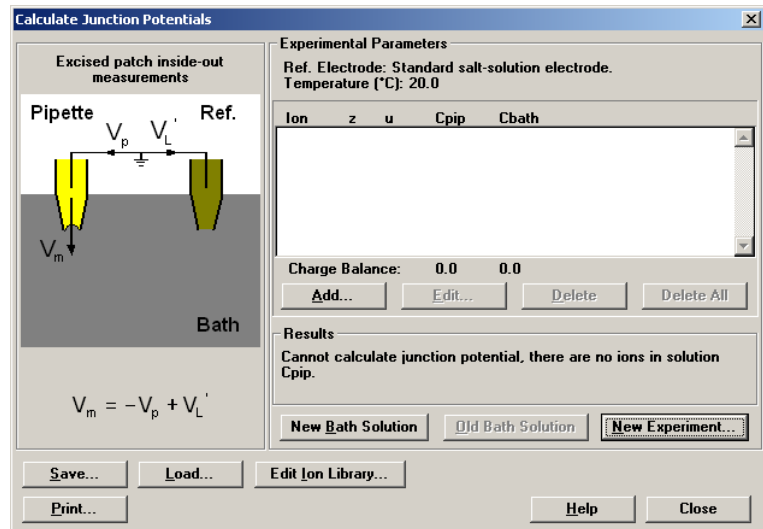 Calculate Junction Potentials
Excised patch inside-out
measurements
Pipette
Ref.
Vp
VL'
Vm
Bath
Vm = −Vp + VL'
Experimental Parameters
Ref. Electrode: Standard salt-solution electrode.
Temperature (°C): 20.0
Ion z u Cpip Cbath
Charge Balance: 0.0 0.0
Add... Edit... Delete Delete All
Results
Cannot calculate junction potential, there are no ions in solution
Cpip.
New Bath Solution Old Bath Solution New Experiment...
Save... Load... Edit Ion Library...
Print... Help Close